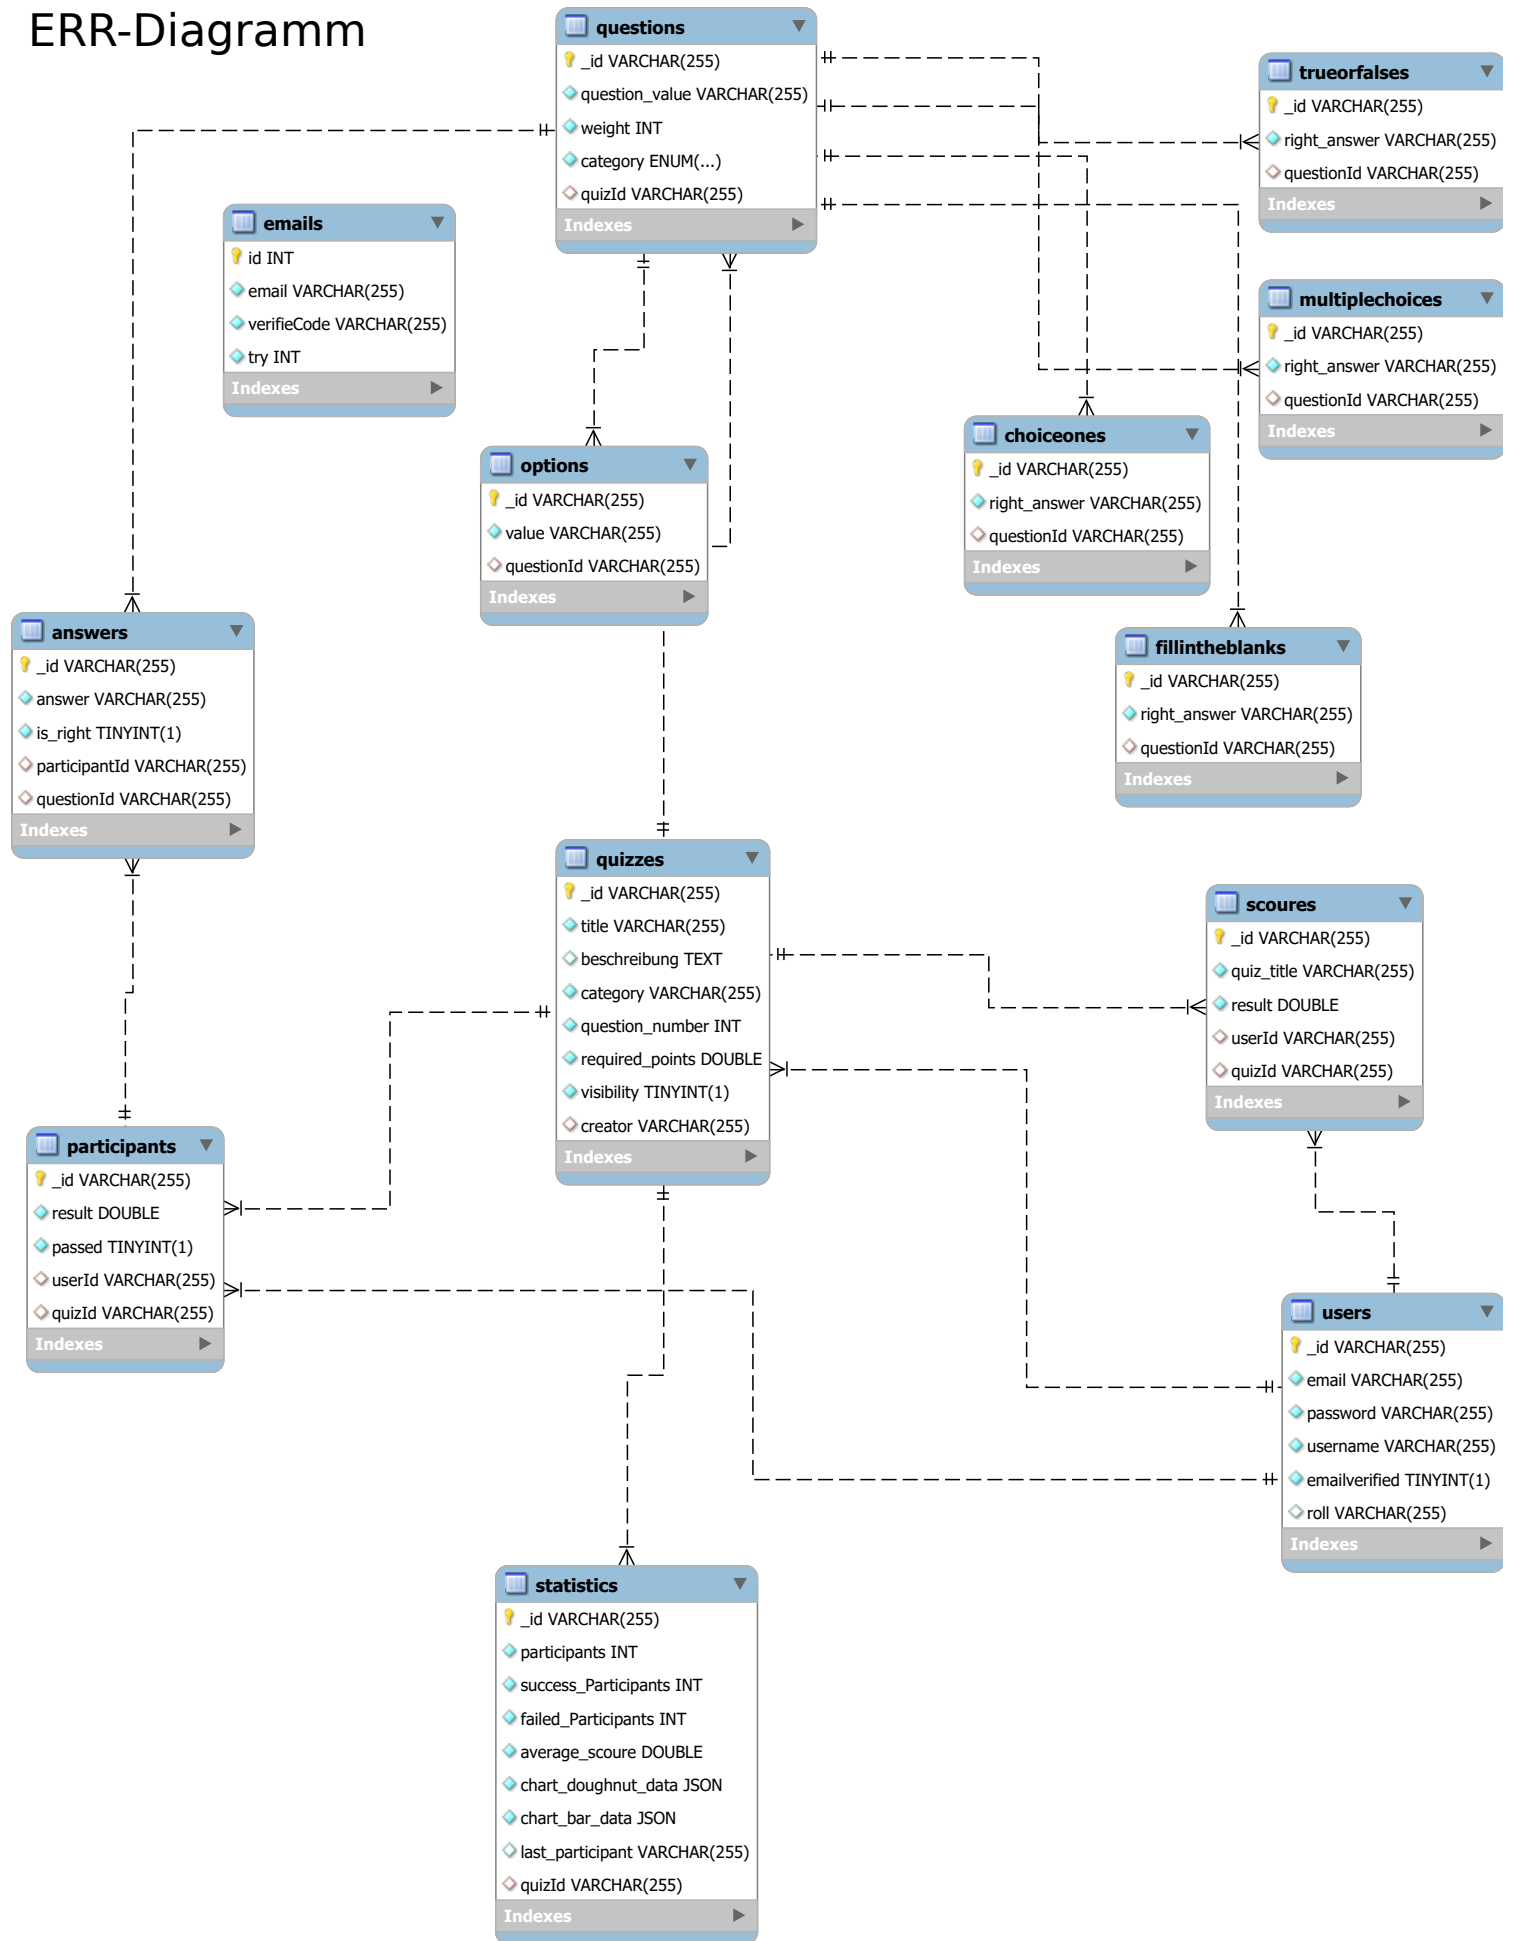 ERR-Diagramm
questions
_id VARCHAR(255)
question_value VARCHAR(255)
weight INT
category ENUM(...)
quizId VARCHAR(255)
Indexes
trueorfalses
_id VARCHAR(255)
right_answer VARCHAR(255)
questionId VARCHAR(255)
Indexes
emails
id INT
email VARCHAR(255)
verifieCode VARCHAR(255)
try INT
Indexes
multiplechoices
_id VARCHAR(255)
right_answer VARCHAR(255)
questionId VARCHAR(255)
Indexes
choiceones
_id VARCHAR(255)
right_answer VARCHAR(255)
questionId VARCHAR(255)
Indexes
options
_id VARCHAR(255)
value VARCHAR(255)
questionId VARCHAR(255)
Indexes
answers
_id VARCHAR(255)
answer VARCHAR(255)
is_right TINYINT(1)
participantId VARCHAR(255)
questionId VARCHAR(255)
Indexes
fillintheblanks
_id VARCHAR(255)
right_answer VARCHAR(255)
questionId VARCHAR(255)
Indexes
quizzes
_id VARCHAR(255)
title VARCHAR(255)
beschreibung TEXT
category VARCHAR(255)
question_number INT
required_points DOUBLE
visibility TINYINT(1)
creator VARCHAR(255)
Indexes
scoures
_id VARCHAR(255)
quiz_title VARCHAR(255)
result DOUBLE
userId VARCHAR(255)
quizId VARCHAR(255)
Indexes
participants
_id VARCHAR(255)
result DOUBLE
passed TINYINT(1)
userId VARCHAR(255)
quizId VARCHAR(255)
Indexes
users
_id VARCHAR(255)
email VARCHAR(255)
password VARCHAR(255)
username VARCHAR(255)
emailverified TINYINT(1)
roll VARCHAR(255)
Indexes
statistics
_id VARCHAR(255)
participants INT
success_Participants INT
failed_Participants INT
average_scoure DOUBLE
chart_doughnut_data JSON
chart_bar_data JSON
last_participant VARCHAR(255)
quizId VARCHAR(255)
Indexes